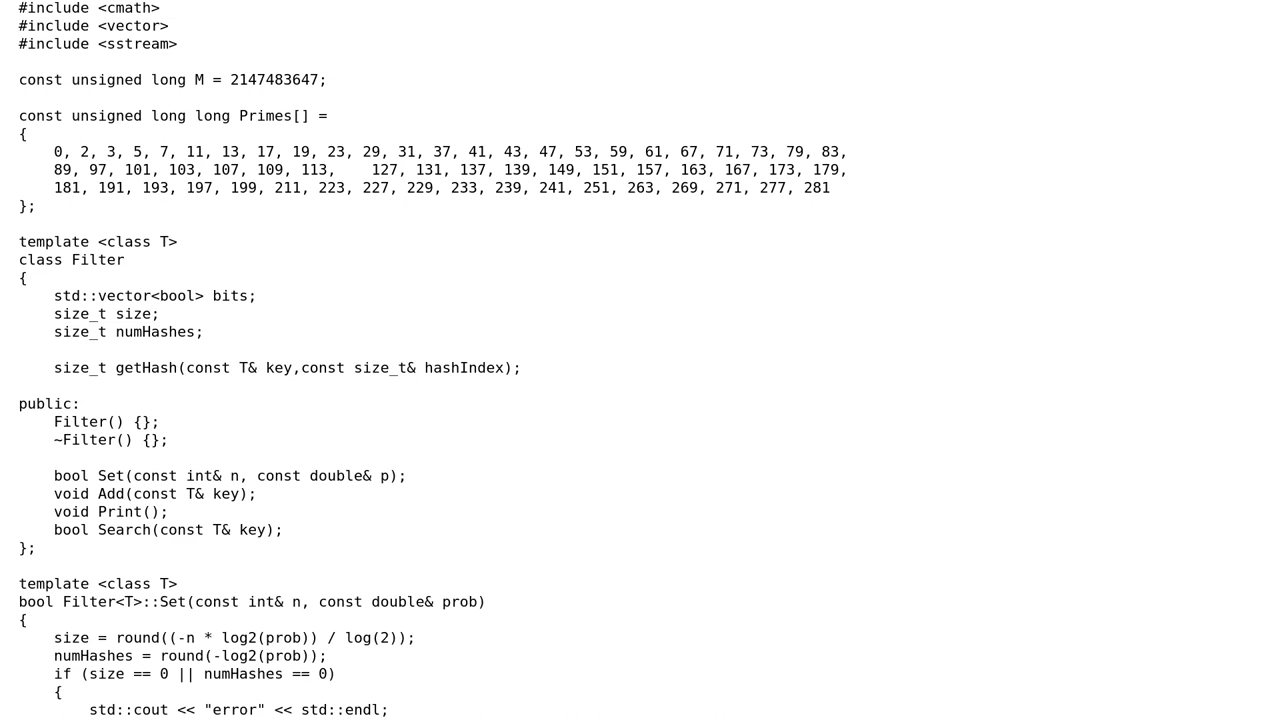 #include <cmath>
#include <vector>
#include <sstream>

const unsigned long M = 2147483647;

const unsigned long long Primes[] =
{
    0, 2, 3, 5, 7, 11, 13, 17, 19, 23, 29, 31, 37, 41, 43, 47, 53, 59, 61, 67, 71, 73, 79, 83,
    89, 97, 101, 103, 107, 109, 113,    127, 131, 137, 139, 149, 151, 157, 163, 167, 173, 179,
    181, 191, 193, 197, 199, 211, 223, 227, 229, 233, 239, 241, 251, 263, 269, 271, 277, 281
};

template <class T>
class Filter
{
    std::vector<bool> bits;
    size_t size;
    size_t numHashes;

    size_t getHash(const T& key,const size_t& hashIndex);

public:
    Filter() {};
    ~Filter() {};

    bool Set(const int& n, const double& p);
    void Add(const T& key);
    void Print();
    bool Search(const T& key);
};

template <class T>
bool Filter<T>::Set(const int& n, const double& prob)
{
    size = round((-n * log2(prob)) / log(2));
    numHashes = round(-log2(prob));
    if (size == 0 || numHashes == 0)
    {
        std::cout << "error" << std::endl;